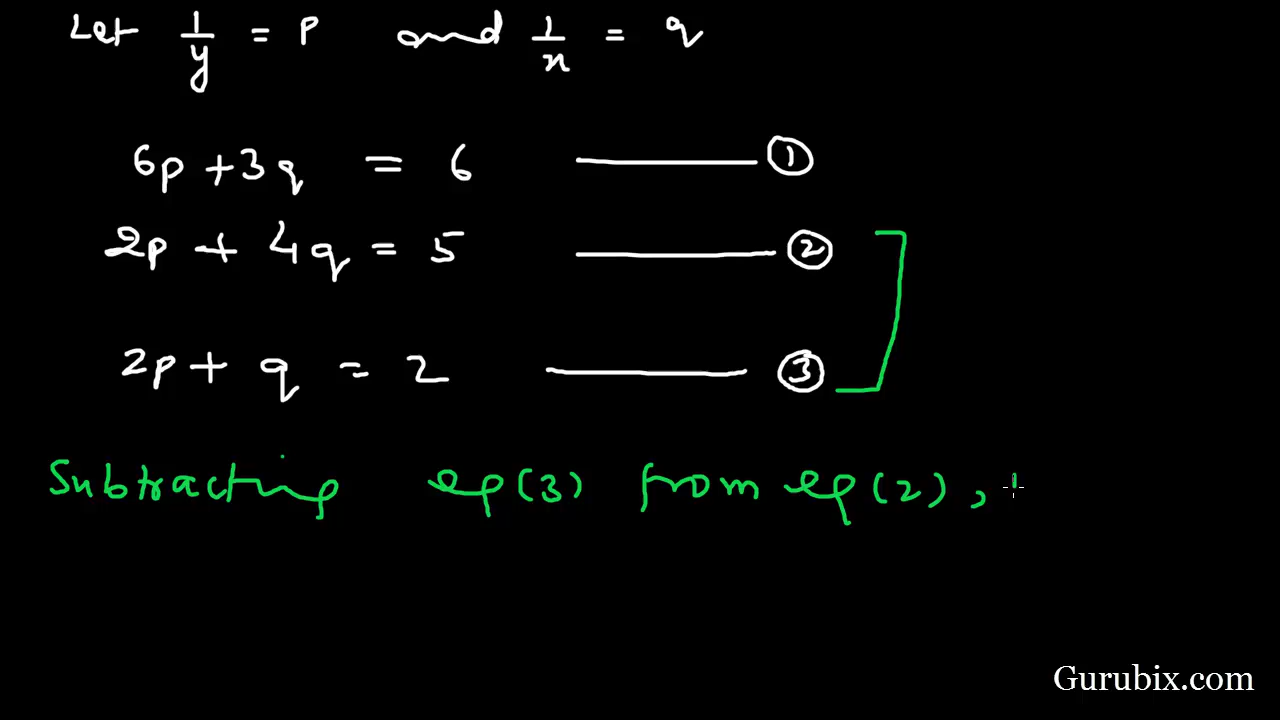 Let 1/y = p and 1/x = q
6p + 3q = 6 ——— ①
2p + 4q = 5 ——— ②
2p + q = 2 ——— ③
Subtracting eq(3) from eq(2),
Gurubix.com